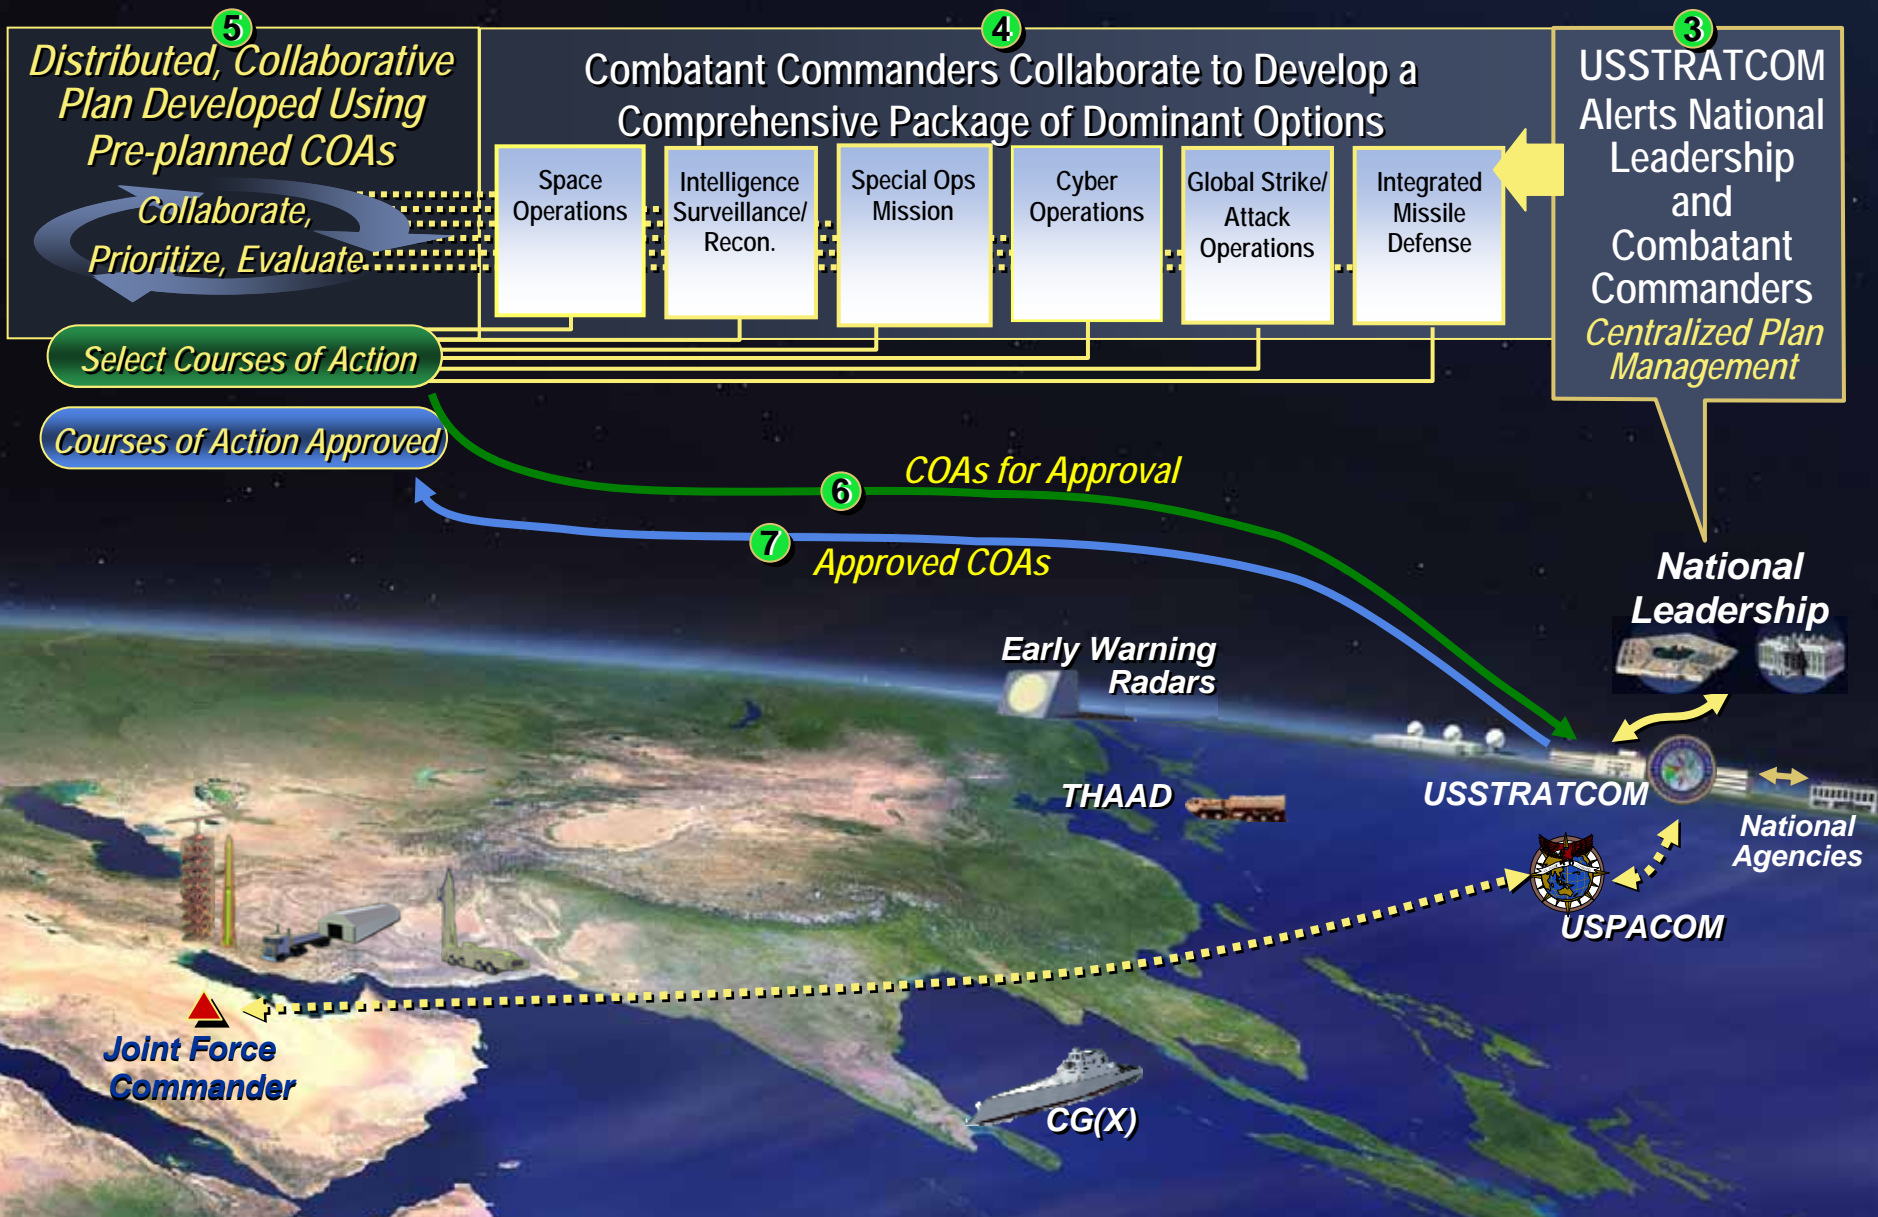 5
Distributed, Collaborative
Plan Developed Using
Pre-planned COAs
Collaborate,
Prioritize, Evaluate
4
Combatant Commanders Collaborate to Develop a
Comprehensive Package of Dominant Options
Space
Operations
Intelligence
Surveillance/
Recon.
Special Ops
Mission
Cyber
Operations
Global Strike/
Attack
Operations
Integrated
Missile
Defense
3
USSTRATCOM
Alerts National
Leadership
and
Combatant
Commanders
Centralized Plan
Management
Select Courses of Action
Courses of Action Approved
COAs for Approval
6
7
Approved COAs
National
Leadership
Early Warning
Radars
THAAD
USSTRATCOM
National
Agencies
USPACOM
Joint Force
Commander
CG(X)